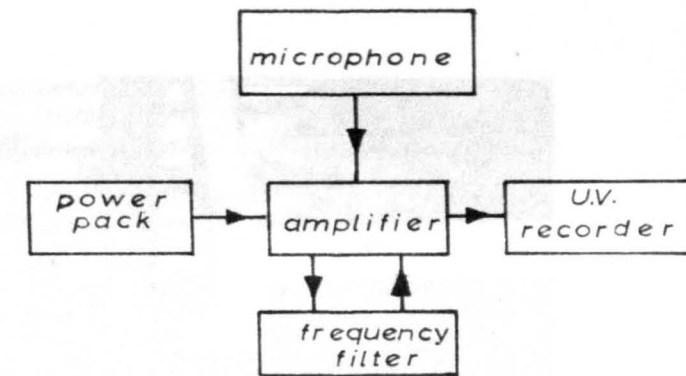 microphone
power
pack
amplifier
U.V.
recorder
frequency
filter